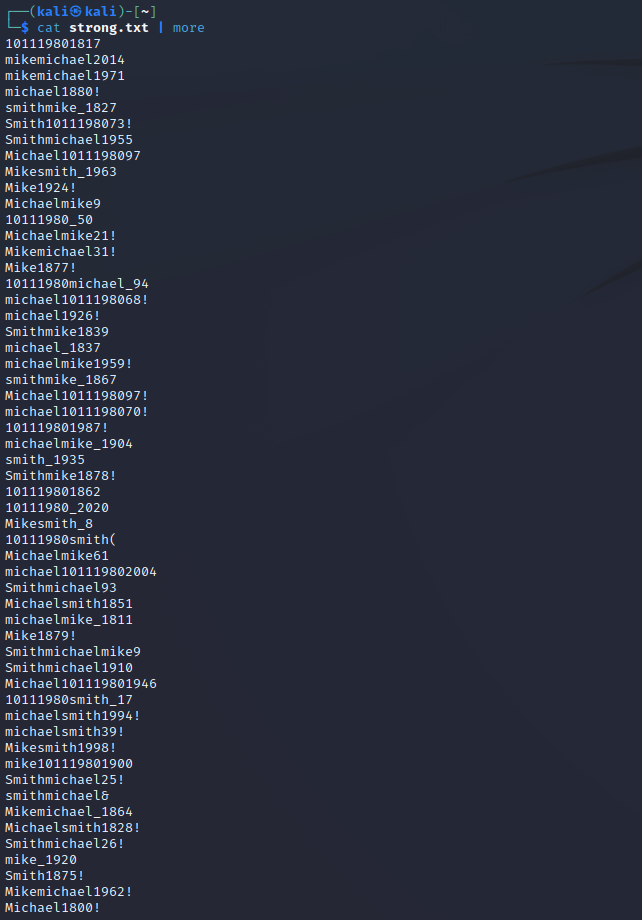 ┌──(kali㉿kali)-[~]
└─$ cat strong.txt | more
101119801817
mikemichael2014
mikemichael1971
michael1880!
smithmike_1827
Smith1011198073!
Smithmichael1955
Michael1011198097
Mikesmith_1963
Mike1924!
Michaelmike9
10111980_50
Michaelmike21!
Mikemichael31!
Mike1877!
10111980michael_94
michael1011198068!
michael1926!
Smithmike1839
michael_1837
michaelmike1959!
smithmike_1867
Michael1011198097!
michael1011198070!
101119801987!
michaelmike_1904
smith_1935
Smithmike1878!
101119801862
10111980_2020
Mikesmith_8
10111980smith(
Michaelmike61
michael101119802004
Smithmichael93
Michaelsmith1851
michaelmike_1811
Mike1879!
Smithmichaelmike9
Smithmichael1910
Michael101119801946
10111980smith_17
michaelsmith1994!
michaelsmith39!
Mikesmith1998!
mike101119801900
Smithmichael25!
smithmichael&
Mikemichael_1864
Michaelsmith1828!
Smithmichael26!
mike_1920
Smith1875!
Mikemichael1962!
Michael1800!